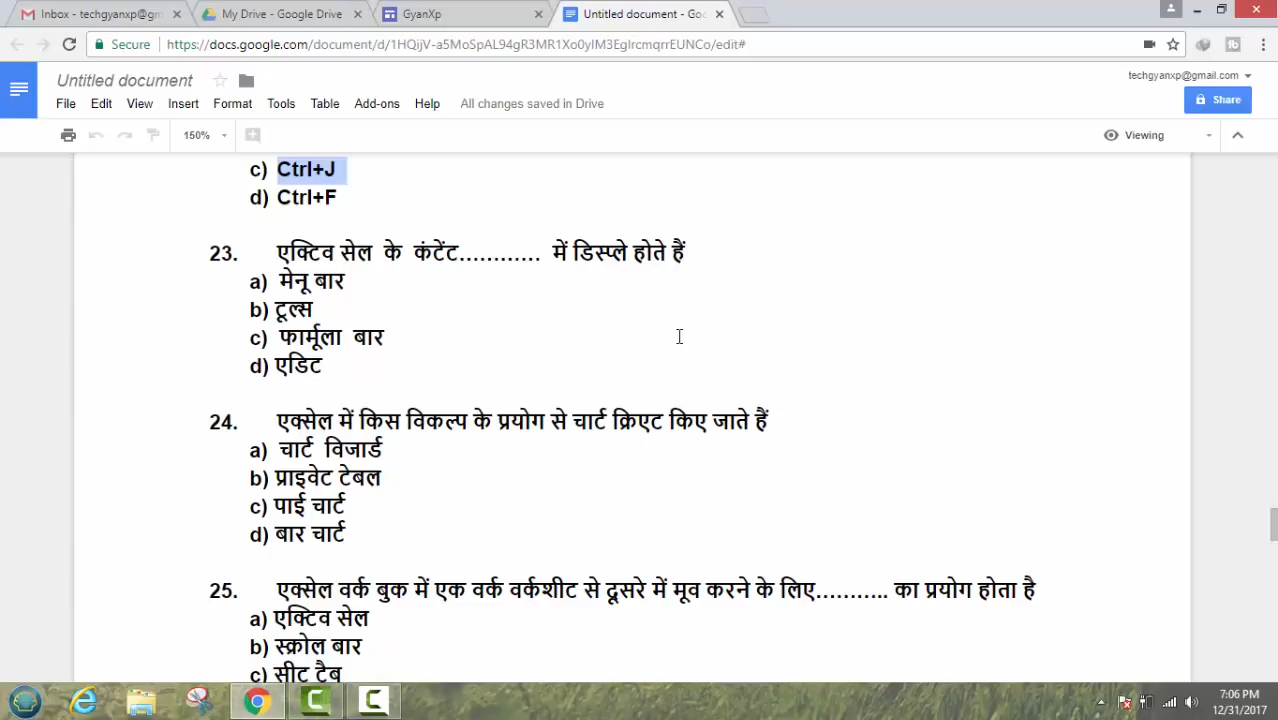 Inbox - techgyanxp@gm
My Drive - Google Drive
GyanXp
Untitled document - Goo
Secure
https://docs.google.com/document/d/1HQijV-a5MoSpAL94gR3MR1Xo0yIM3EglrcmqrrEUNCo/edit#
Untitled document
techgyanxp@gmail.com
File Edit View Insert Format Tools Table Add-ons Help All changes saved in Drive
Share
150%
Viewing
c) Ctrl+J
d) Ctrl+F
23. एक्टिव सेल के कंटेंट............ में डिस्प्ले होते हैं
a) मेनू बार
b) टूल्स
c) फार्मूला बार
d) एडिट
24. एक्सेल में किस विकल्प के प्रयोग से चार्ट क्रिएट किए जाते हैं
a) चार्ट विजार्ड
b) प्राइवेट टेबल
c) पाई चार्ट
d) बार चार्ट
25. एक्सेल वर्क बुक में एक वर्क वर्कशीट से दूसरे में मूव करने के लिए........... का प्रयोग होता है
a) एक्टिव सेल
b) स्क्रोल बार
c) सीट टैब
7:06 PM
12/31/2017